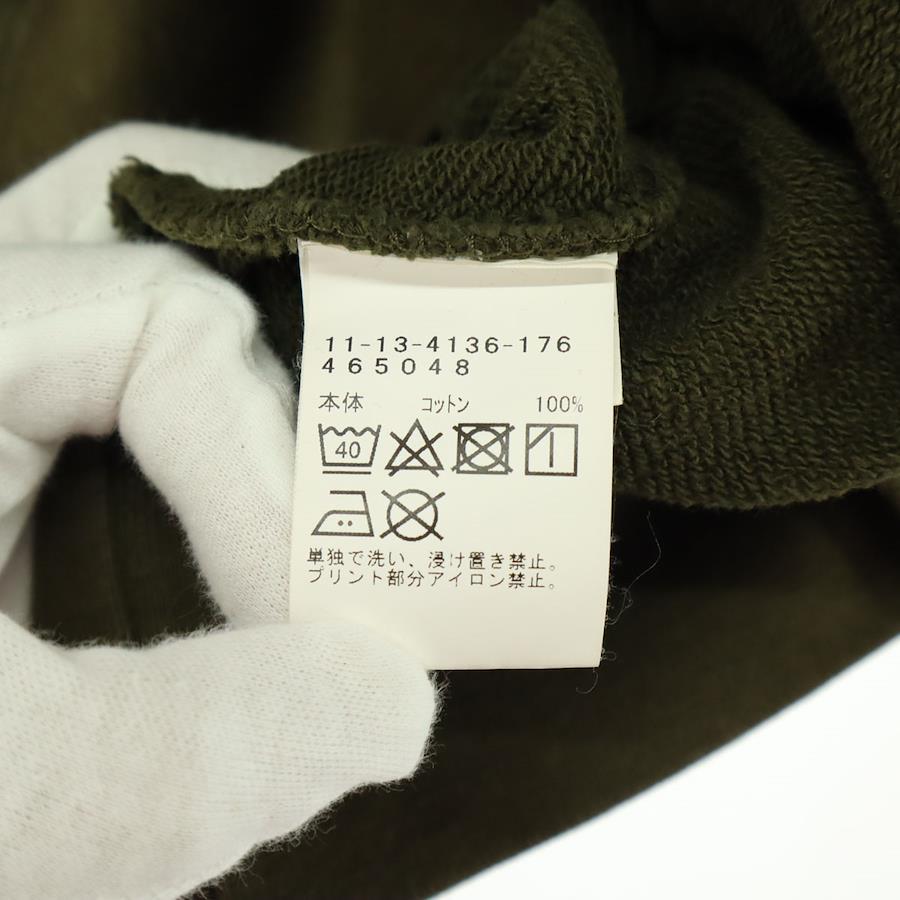 11-13-4136-176
465048
本体 コットン 100%
40
単独で洗い、浸け置き禁止。
プリント部分アイロン禁止。